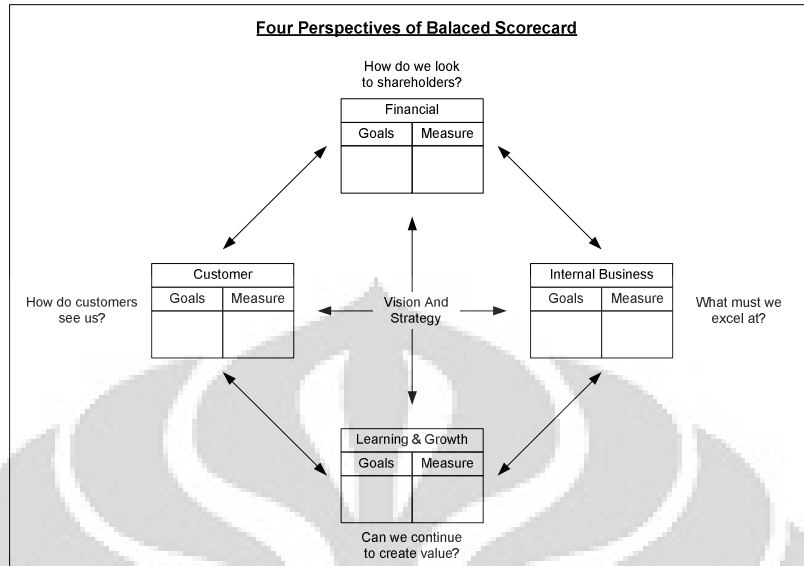 Four Perspectives of Balaced Scorecard
How do we look
to shareholders?
Financial
Goals Measure
Customer
Goals Measure
How do customers
see us?
Vision And
Strategy
Internal Business
Goals Measure
What must we
excel at?
Learning & Growth
Goals Measure
Can we continue
to create value?